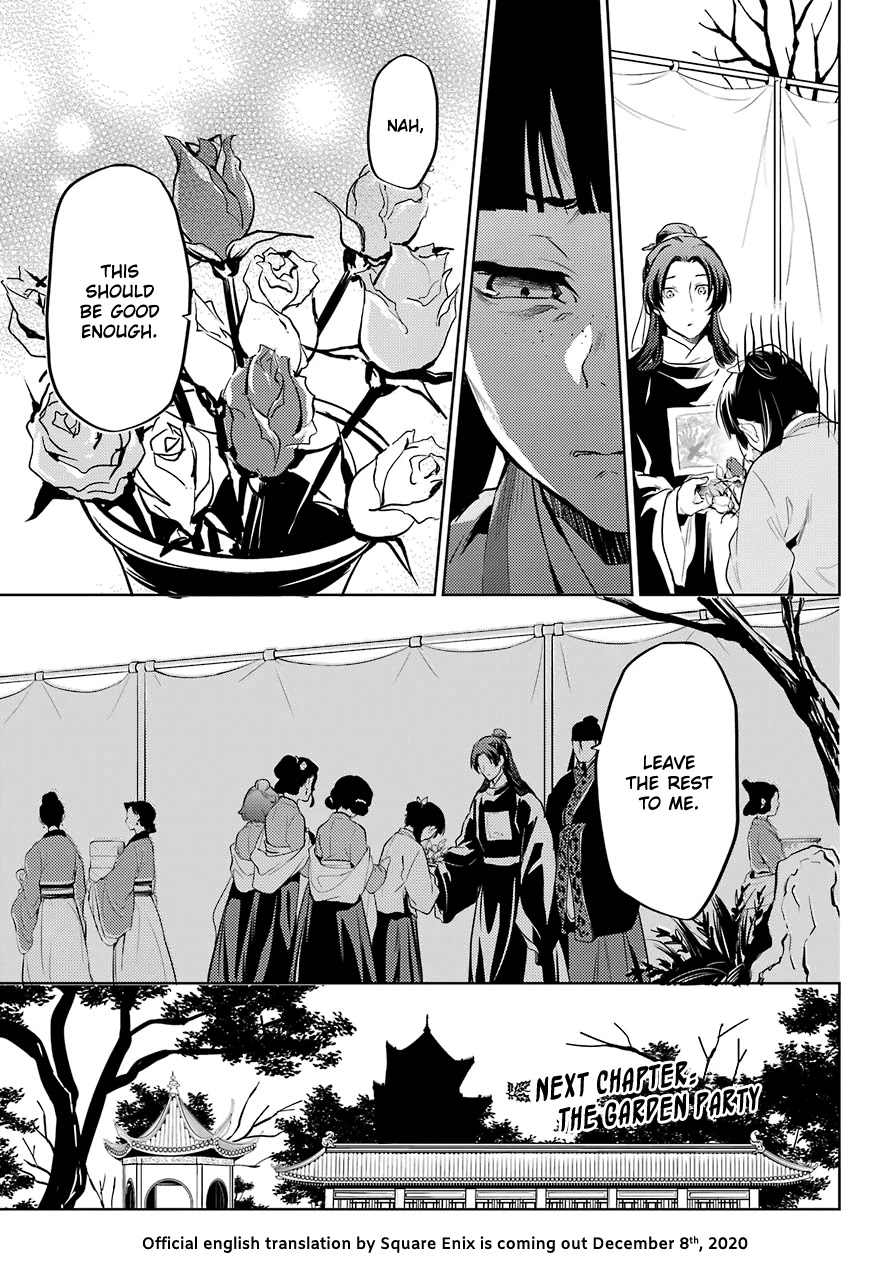 NAH,
THIS
SHOULD
BE GOOD
ENOUGH.
LEAVE
THE REST
TO ME.
NEXT CHAPTER:
THE GARDEN PARTY
Official english translation by Square Enix is coming out December 8th, 2020